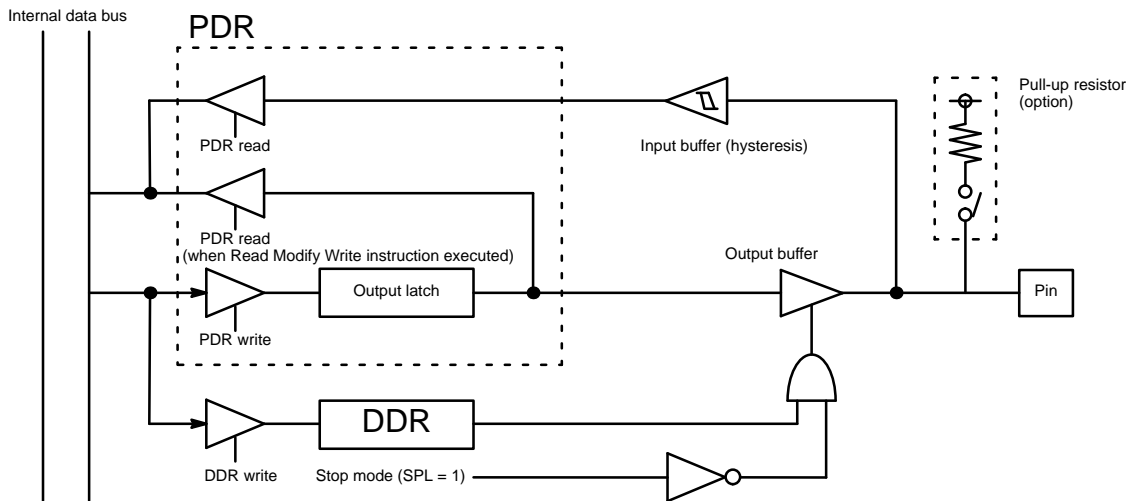 Internal data bus
PDR
Pull-up resistor
(option)
PDR read
Input buffer (hysteresis)
PDR read
(when Read Modify Write instruction executed)
Output buffer
Output latch
Pin
PDR write
DDR
DDR write
Stop mode (SPL = 1)